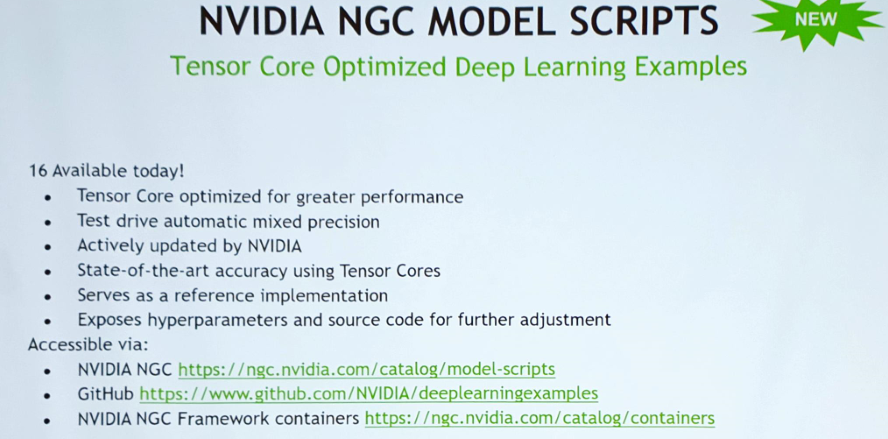 NVIDIA NGC MODEL SCRIPTS
NEW
Tensor Core Optimized Deep Learning Examples
16 Available today!
• Tensor Core optimized for greater performance
• Test drive automatic mixed precision
• Actively updated by NVIDIA
• State-of-the-art accuracy using Tensor Cores
• Serves as a reference implementation
• Exposes hyperparameters and source code for further adjustment
Accessible via:
• NVIDIA NGC https://ngc.nvidia.com/catalog/model-scripts
• GitHub https://www.github.com/NVIDIA/deeplearningexamples
• NVIDIA NGC Framework containers https://ngc.nvidia.com/catalog/containers